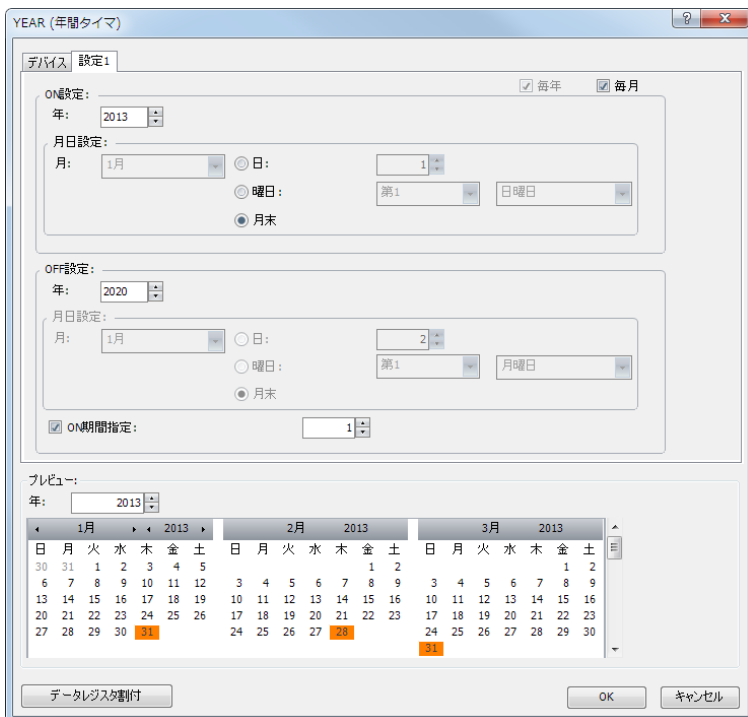 YEAR (年間タイマ)
デバイス 設定1
毎年 毎月
ON設定:
年: 2013
月日設定:
月: 1月 日: 1
曜日: 第1 日曜日
月末
OFF設定:
年: 2020
月日設定:
月: 1月 日: 2
曜日: 第1 月曜日
月末
ON期間指定: 1
プレビュー:
年: 2013
1月 2013 2月 2013 3月 2013
日 月 火 水 木 金 土 日 月 火 水 木 金 土 日 月 火 水 木 金 土
30 31 1 2 3 4 5 1 2 1 2
6 7 8 9 10 11 12 3 4 5 6 7 8 9 3 4 5 6 7 8 9
13 14 15 16 17 18 19 10 11 12 13 14 15 16 10 11 12 13 14 15 16
20 21 22 23 24 25 26 17 18 19 20 21 22 23 17 18 19 20 21 22 23
27 28 29 30 31 24 25 26 27 28 24 25 26 27 28 29 30
31
データレジスタ割付 OK キャンセル